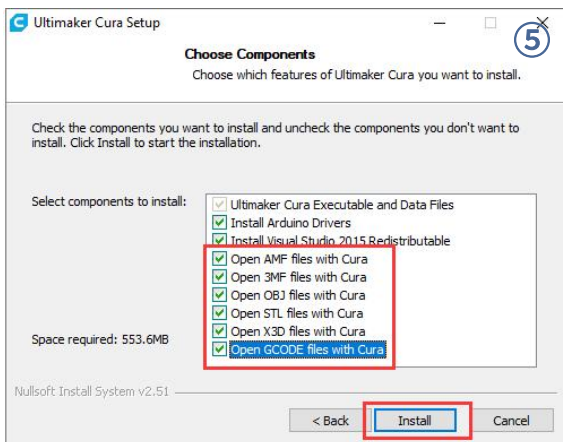 Ultimaker Cura Setup
⑤
Choose Components
Choose which features of Ultimaker Cura you want to install.
Check the components you want to install and uncheck the components you don't want to
install. Click Install to start the installation.
Select components to install:
Ultimaker Cura Executable and Data Files
Install Arduino Drivers
Install Visual Studio 2015 Redistributable
Open AMF files with Cura
Open 3MF files with Cura
Open OBJ files with Cura
Open STL files with Cura
Open X3D files with Cura
Open GCODE files with Cura
Space required: 553.6MB
Nullsoft Install System v2.51
< Back Install Cancel